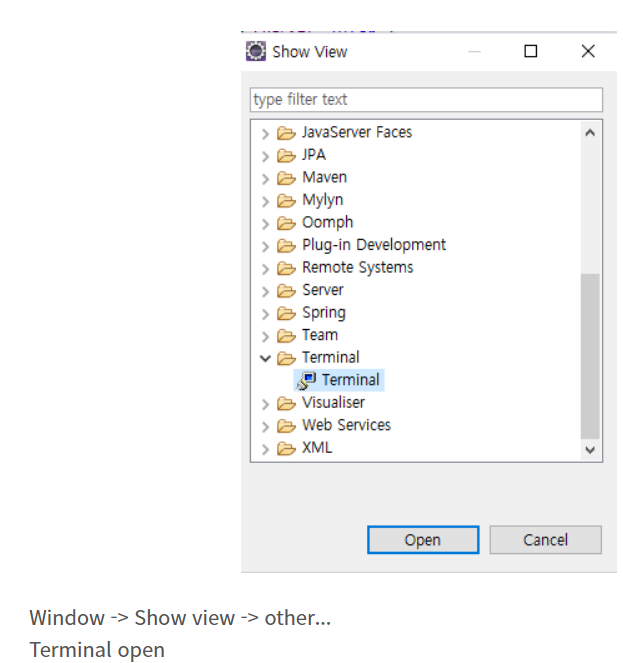 Show View
type filter text
JavaServer Faces
JPA
Maven
Mylyn
Oomph
Plug-in Development
Remote Systems
Server
Spring
Team
Terminal
Terminal
Visualiser
Web Services
XML
Open Cancel
Window -> Show view -> other...
Terminal open